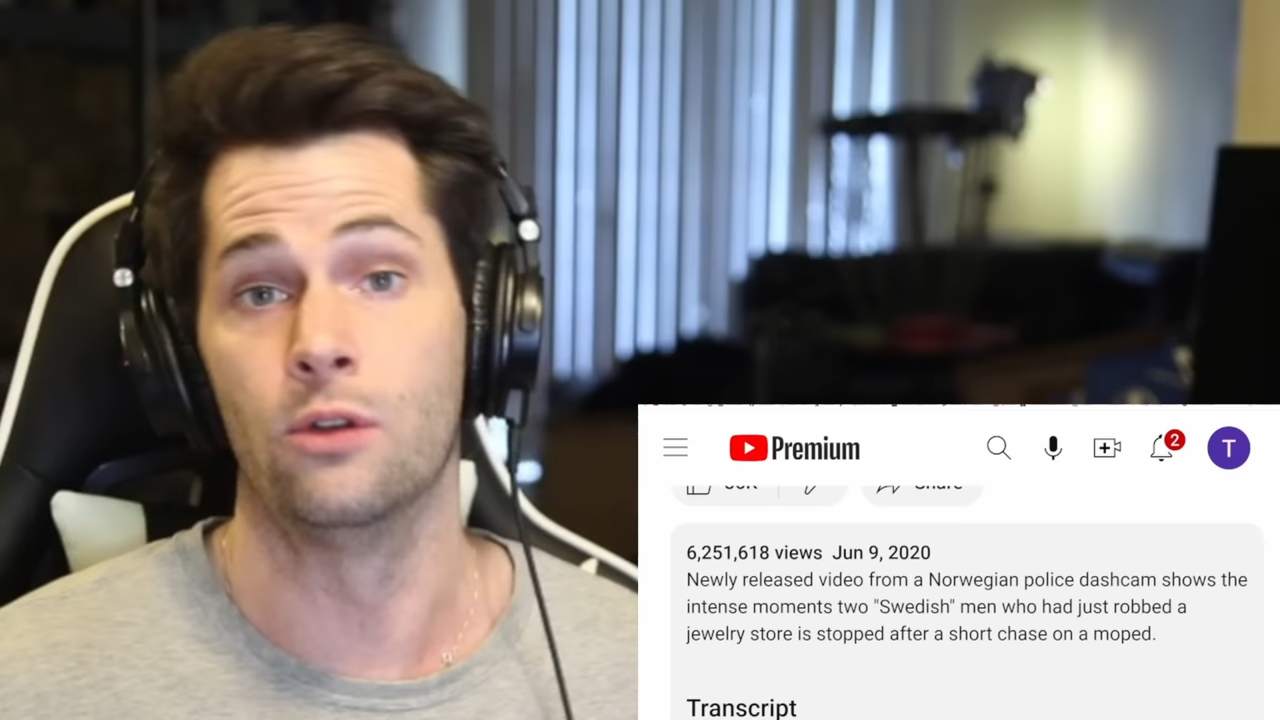 Premium
2
T
Share
6,251,618 views Jun 9, 2020
Newly released video from a Norwegian police dashcam shows the
intense moments two "Swedish" men who had just robbed a
jewelry store is stopped after a short chase on a moped.
Transcript